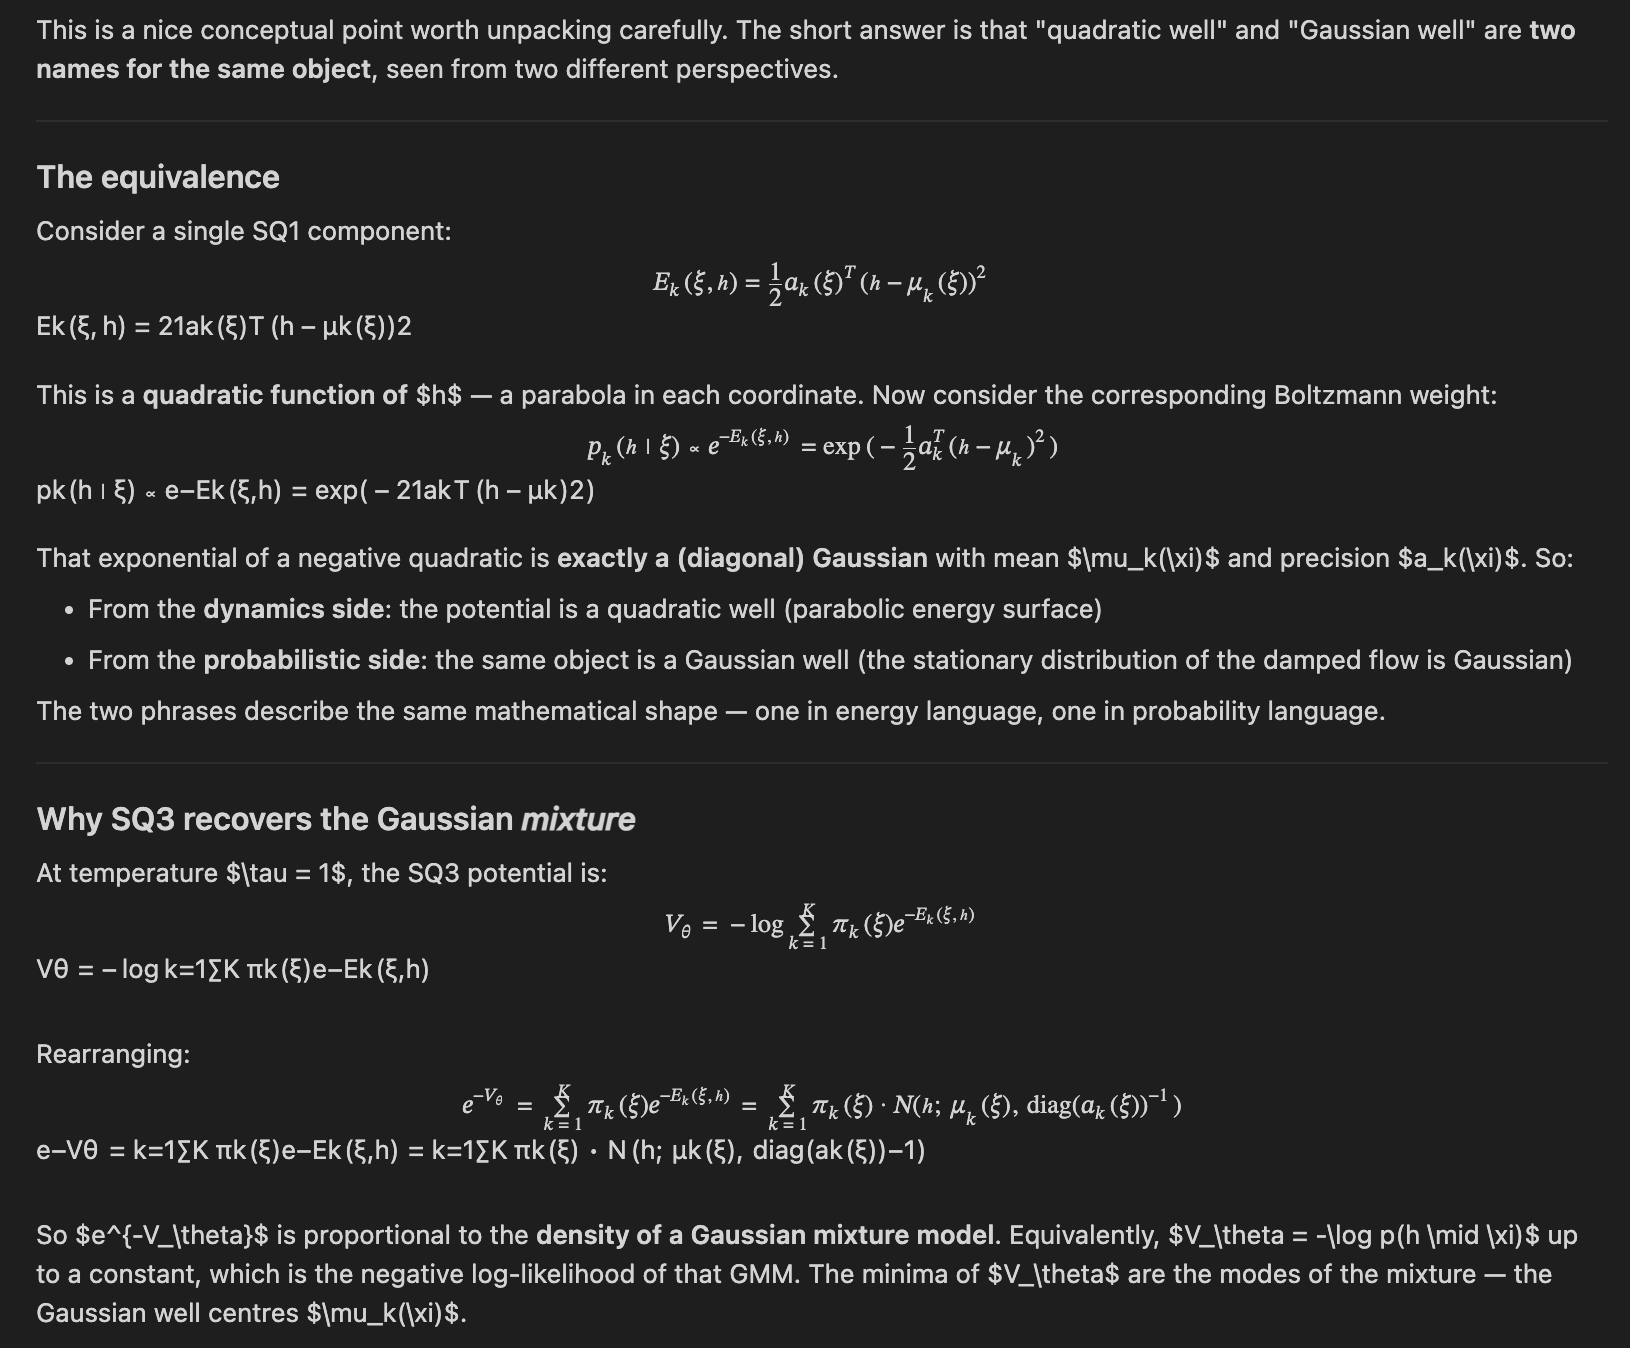 This is a nice conceptual point worth unpacking carefully. The short answer is that "quadratic well" and "Gaussian well" are two
names for the same object, seen from two different perspectives.
The equivalence
Consider a single SQ1 component:
E_k (ξ, h) = 1/2 a_k (ξ)^T (h − μ_k (ξ))^2
Ek (ξ, h) = 21ak (ξ)T (h − μk (ξ))2
This is a quadratic function of $h$ — a parabola in each coordinate. Now consider the corresponding Boltzmann weight:
p_k (h ∣ ξ) ∝ e^{−E_k (ξ, h)} = exp ( − 1/2 a_k^T (h − μ_k )^2 )
pk (h ∣ ξ) ∝ e−Ek (ξ,h) = exp( − 21akT (h − μk )2)
That exponential of a negative quadratic is exactly a (diagonal) Gaussian with mean $\mu_k(\xi)$ and precision $a_k(\xi)$. So:
• From the dynamics side: the potential is a quadratic well (parabolic energy surface)
• From the probabilistic side: the same object is a Gaussian well (the stationary distribution of the damped flow is Gaussian)
The two phrases describe the same mathematical shape — one in energy language, one in probability language.
Why SQ3 recovers the Gaussian mixture
At temperature $\tau = 1$, the SQ3 potential is:
V_θ = − log ∑_{k = 1}^K π_k (ξ)e^{−E_k (ξ, h)}
Vθ = − log k=1∑K πk (ξ)e−Ek (ξ,h)
Rearranging:
e^{−V_θ} = ∑_{k = 1}^K π_k (ξ)e^{−E_k (ξ, h)} = ∑_{k = 1}^K π_k (ξ) · N(h; μ_k (ξ), diag(a_k (ξ))^{−1} )
e−Vθ = k=1∑K πk (ξ)e−Ek (ξ,h) = k=1∑K πk (ξ) · N (h; μk (ξ), diag(ak (ξ))−1)
So $e^{-V_\theta}$ is proportional to the density of a Gaussian mixture model. Equivalently, $V_\theta = -\log p(h \mid \xi)$ up
to a constant, which is the negative log-likelihood of that GMM. The minima of $V_\theta$ are the modes of the mixture — the
Gaussian well centres $\mu_k(\xi)$.